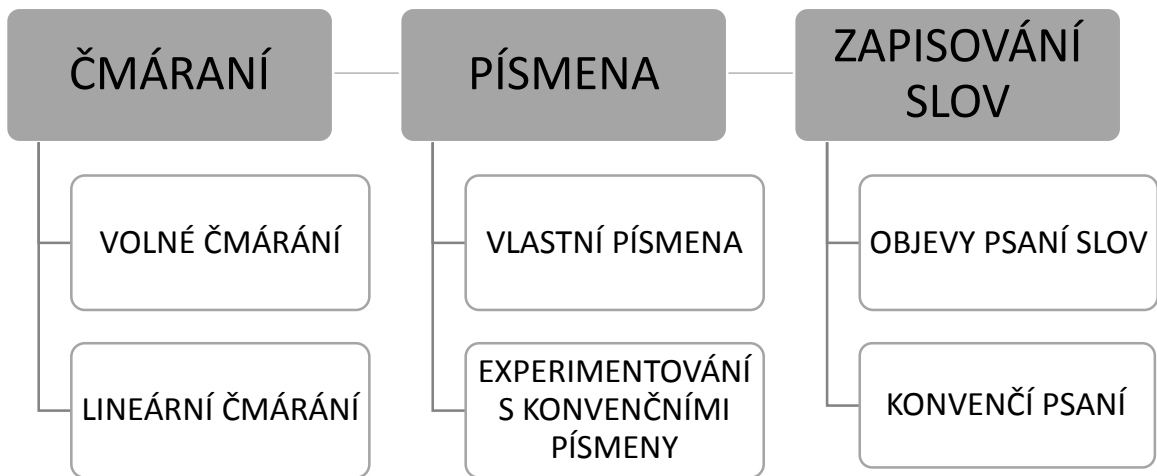 ČMÁRANÍ
VOLNÉ ČMÁRÁNÍ
LINEÁRNÍ ČMÁRÁNÍ
PÍSMENA
VLASTNÍ PÍSMENA
EXPERIMENTOVÁNÍ
S KONVENČNÍMI
PÍSMENY
ZAPISOVÁNÍ
SLOV
OBJEVY PSANÍ SLOV
KONVENČÍ PSANÍ